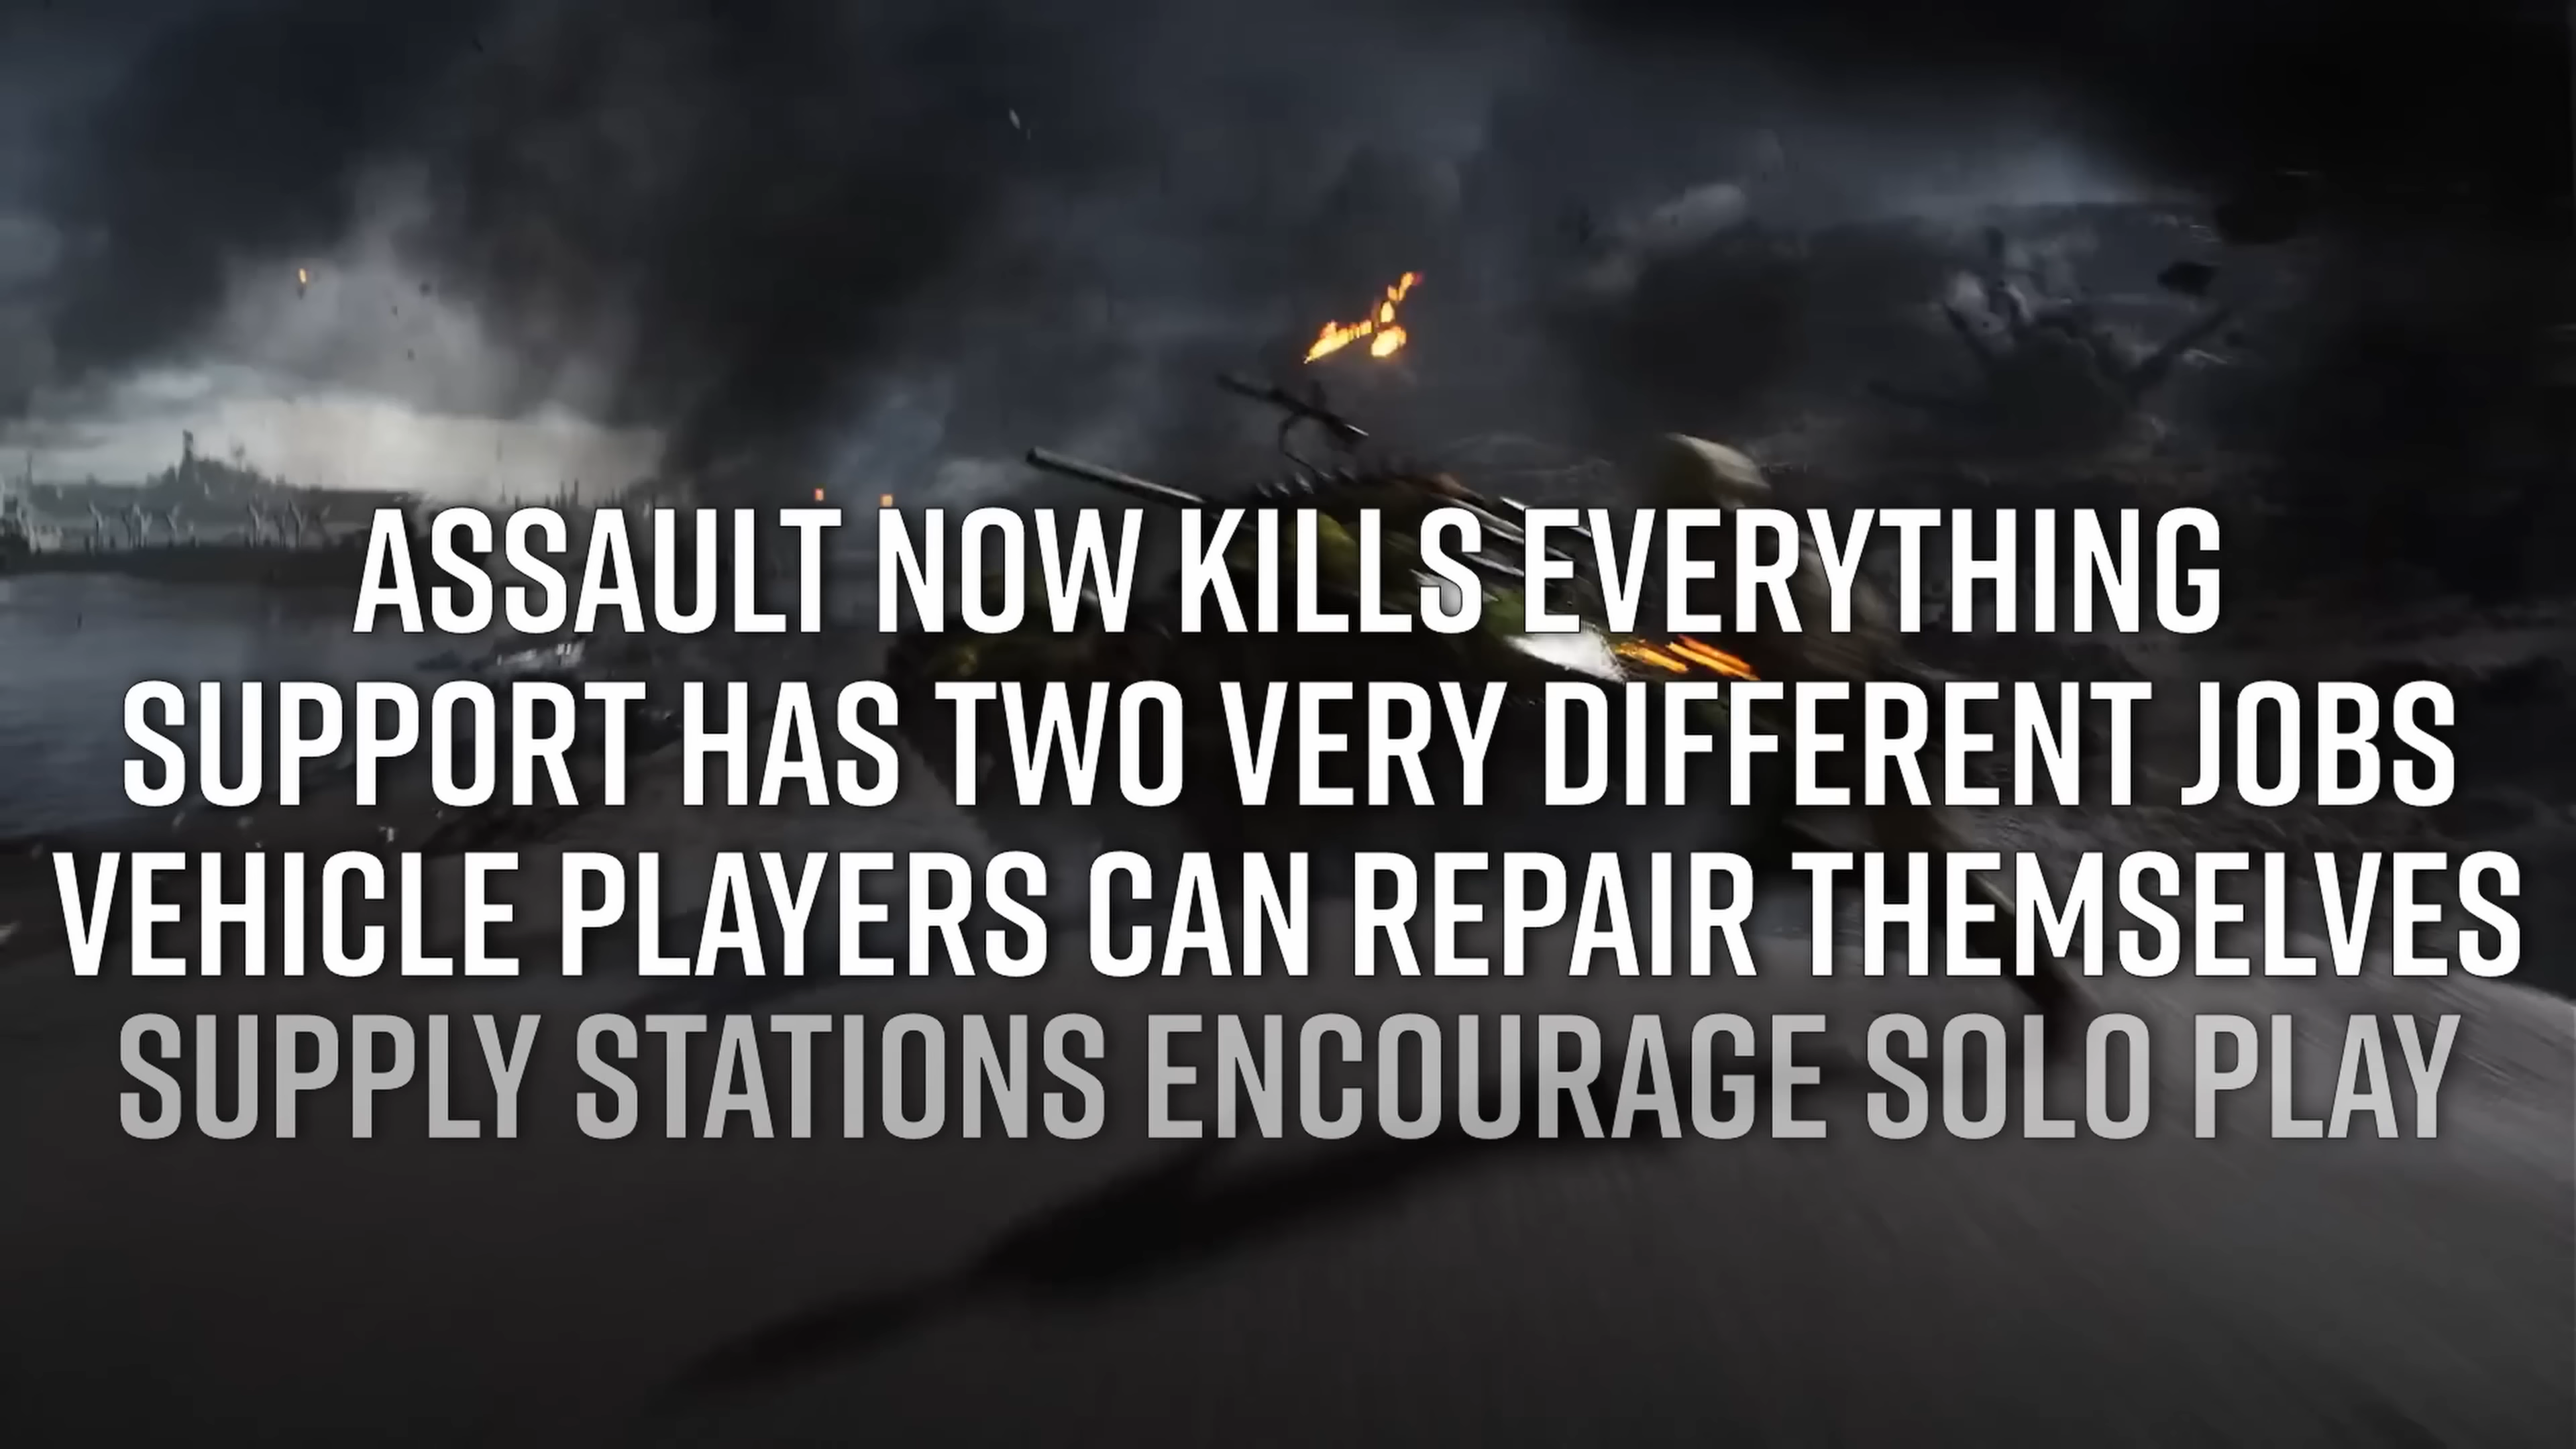 ASSAULT NOW KILLS EVERYTHING
SUPPORT HAS TWO VERY DIFFERENT JOBS
VEHICLE PLAYERS CAN REPAIR THEMSELVES
SUPPLY STATIONS ENCOURAGE SOLO PLAY